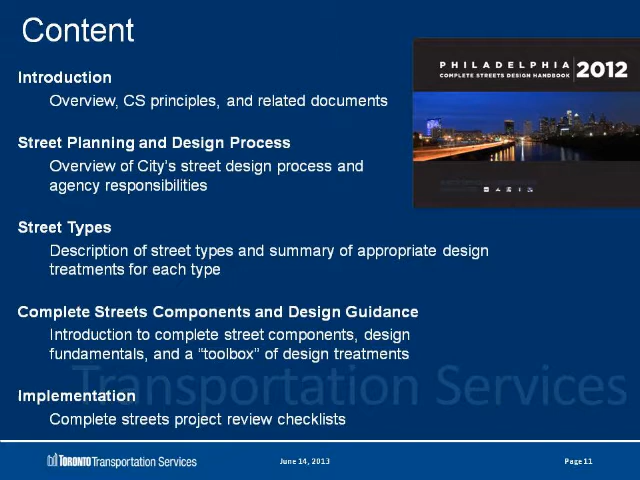 Content
PHILADELPHIA
COMPLETE STREETS DESIGN HANDBOOK
2012
Introduction
Overview, CS principles, and related documents
Street Planning and Design Process
Overview of City's street design process and
agency responsibilities
Street Types
Description of street types and summary of appropriate design
treatments for each type
Complete Streets Components and Design Guidance
Introduction to complete street components, design
fundamentals, and a “toolbox” of design treatments
Transportation Services
Implementation
Complete streets project review checklists
TORONTO Transportation Services
June 14, 2013
Page 11